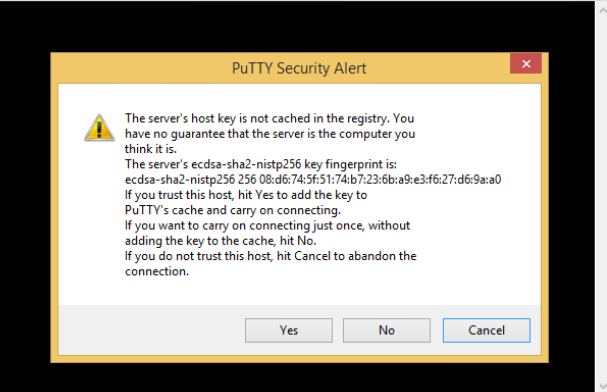 PuTTY Security Alert
The server's host key is not cached in the registry. You
have no guarantee that the server is the computer you
think it is.
The server's ecdsa-sha2-nistp256 key fingerprint is:
ecdsa-sha2-nistp256 256 08:d6:74:5f:51:74:b7:23:6b:a9:e3:f6:27:d6:9a:a0
If you trust this host, hit Yes to add the key to
PuTTY's cache and carry on connecting.
If you want to carry on connecting just once, without
adding the key to the cache, hit No.
If you do not trust this host, hit Cancel to abandon the
connection.
Yes No Cancel